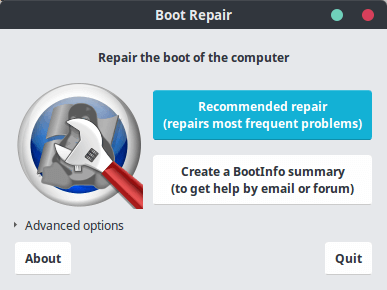 Boot Repair
Repair the boot of the computer
Recommended repair
(repairs most frequent problems)
Create a BootInfo summary
(to get help by email or forum)
Advanced options
About
Quit